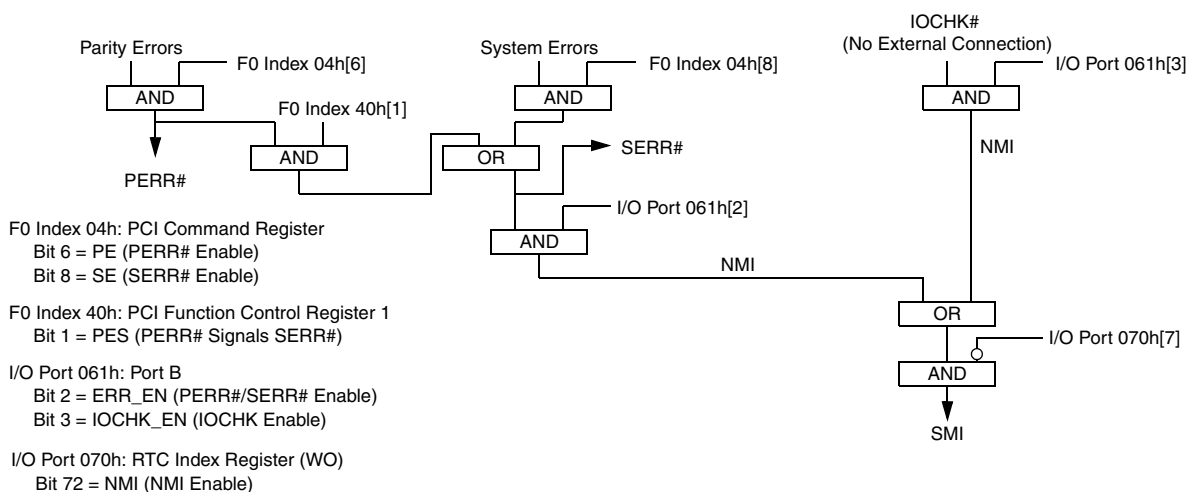 IOCHK#
(No External Connection)
Parity Errors
System Errors
F0 Index 04h[6]
F0 Index 04h[8]
I/O Port 061h[3]
AND
AND
AND
F0 Index 40h[1]
AND
OR
SERR#
NMI
PERR#
I/O Port 061h[2]
F0 Index 04h: PCI Command Register
Bit 6 = PE (PERR# Enable)
Bit 8 = SE (SERR# Enable)
AND
NMI
F0 Index 40h: PCI Function Control Register 1
Bit 1 = PES (PERR# Signals SERR#)
OR
I/O Port 070h[7]
I/O Port 061h: Port B
Bit 2 = ERR_EN (PERR#/SERR# Enable)
Bit 3 = IOCHK_EN (IOCHK Enable)
AND
SMI
I/O Port 070h: RTC Index Register (WO)
Bit 72 = NMI (NMI Enable)